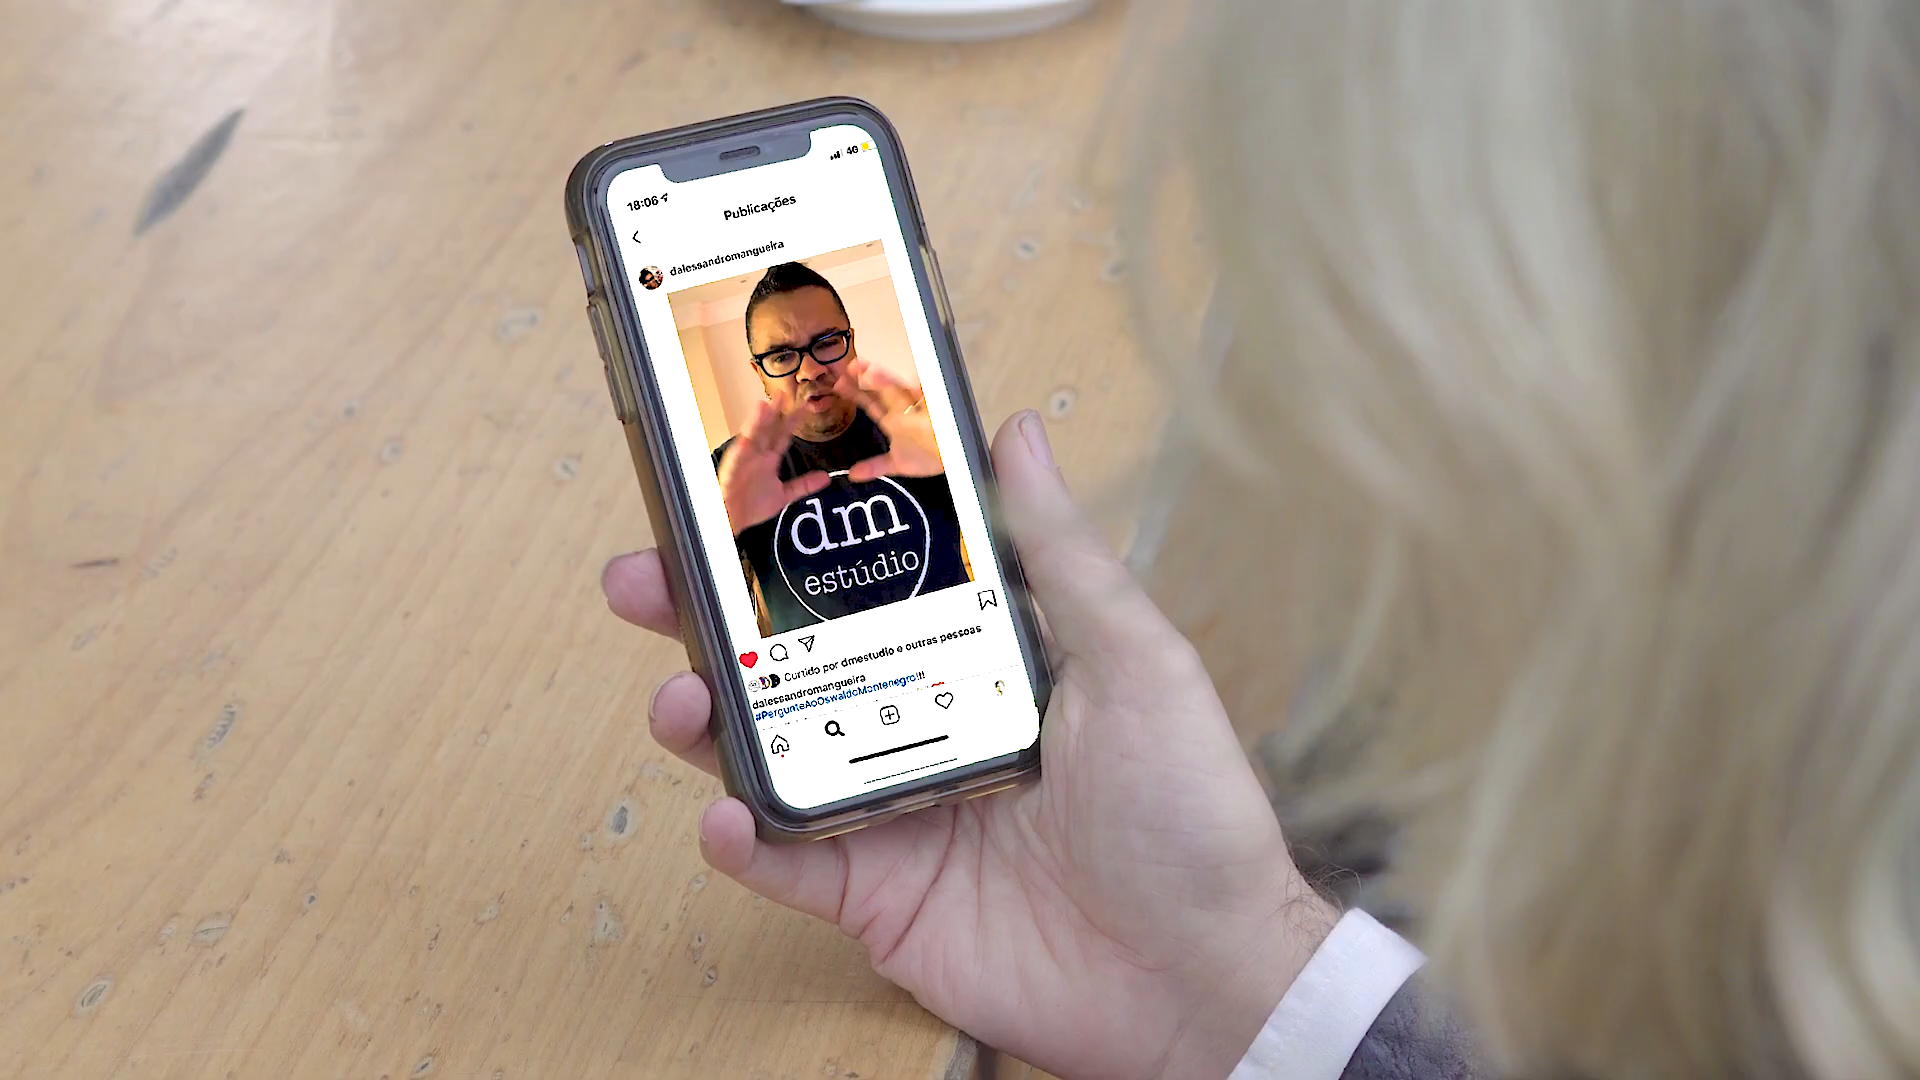 18:06
4G
Publicações
dalessandromangueira
dm
estúdio
Curtido por dmestudio e outras pessoas
dalessandromangueira
#PergunteAoOswaldoMontenegro!!!